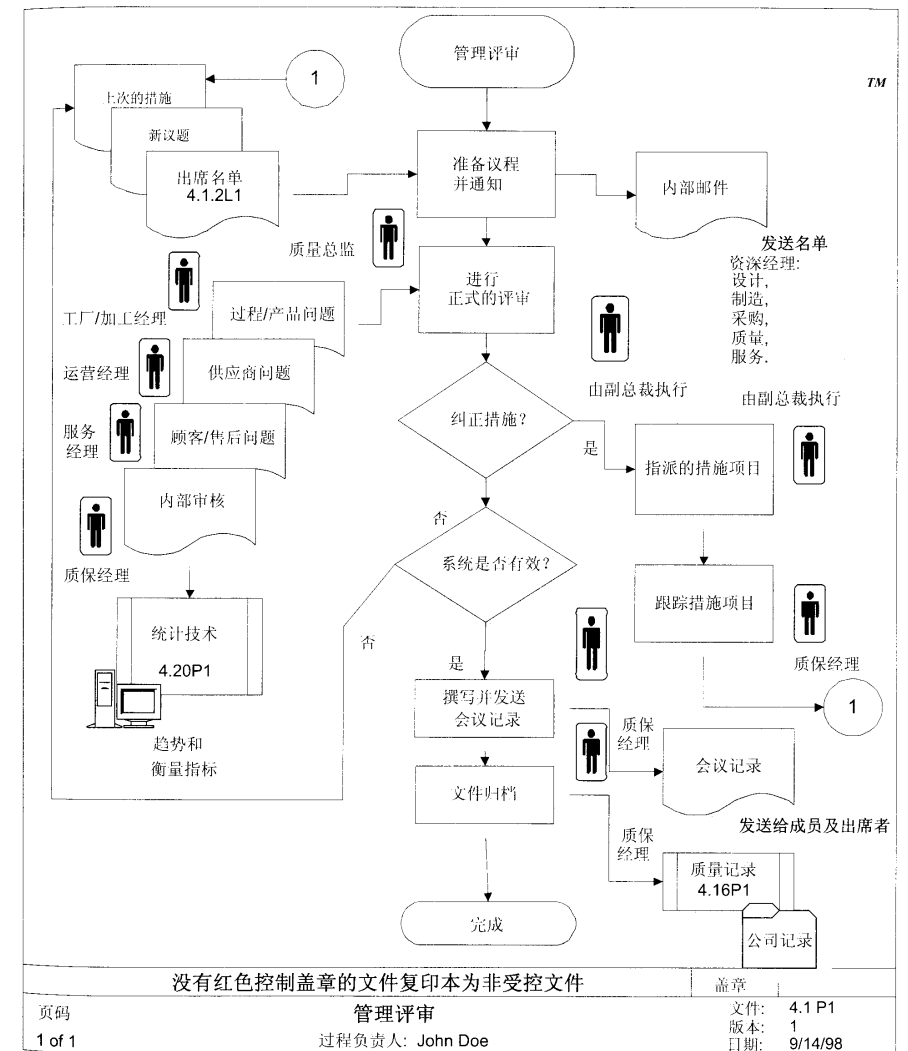 管理评审
1
TM
上次的措施
新议题
出席名单
4.1.2L1
准备议程
并通知
内部邮件
发送名单
资深经理:
设计,
制造,
采购,
质量,
服务.
质量总监
进行
正式的评审
工厂/加工经理
过程/产品问题
运营经理
供应商问题
服务
经理
顾客/售后问题
内部审核
质保经理
由副总裁执行
由副总裁执行
纠正措施?
是
指派的措施项目
否
系统是否有效?
跟踪措施项目
质保经理
否
是
统计技术
4.20P1
趋势和
衡量指标
撰写并发送
会议记录
1
质保
经理
会议记录
发送给成员及出席者
文件归档
质保
经理
质量记录
4.16P1
公司记录
完成
没有红色控制盖章的文件复印本为非受控文件
盖章
页码
1 of 1
管理评审
过程负责人: John Doe
文件: 4.1 P1
版本: 1
日期: 9/14/98